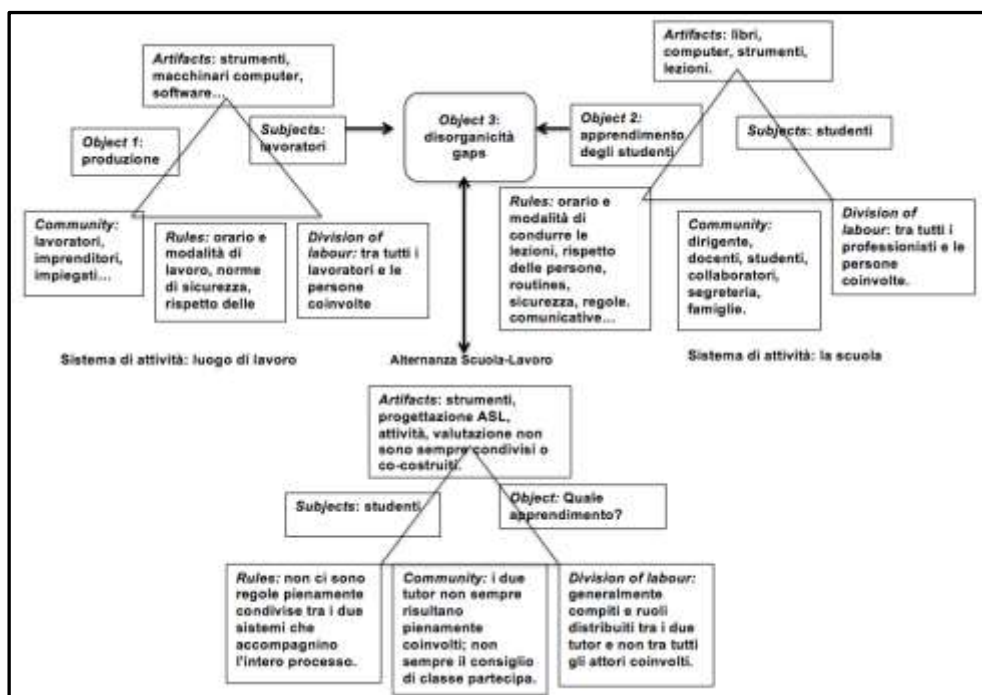 Artifacts: strumenti,
macchinari computer,
software…
Object 1:
produzione
Subjects:
lavoratori
Community:
lavoratori,
imprenditori,
impiegati…
Rules: orario e
modalità di
lavoro, norme
di sicurezza,
rispetto delle
Division of
labour: tra tutti i
lavoratori e le
persone
coinvolte
Sistema di attività: luogo di lavoro
Object 3:
disorganicità
gaps
Artifacts: libri,
computer, strumenti,
lezioni.
Object 2:
apprendimento
degli studenti
Subjects: studenti
Rules: orario e
modalità di
condurre le
lezioni, rispetto
delle persone,
routines,
sicurezza, regole.
comunicative…
Community:
dirigente,
docenti, studenti,
collaboratori,
segreteria,
famiglie.
Division of
labour: tra tutti i
professionisti e le
persone
coinvolte.
Sistema di attività: la scuola
Alternanza Scuola-Lavoro
Artifacts: strumenti,
progettazione ASL,
attività, valutazione non
sono sempre condivisi o
co-costruiti.
Subjects: studenti
Object: Quale
apprendimento?
Rules: non ci sono
regole pienamente
condivise tra i due
sistemi che
accompagnino
l'intero processo.
Community: i due
tutor non sempre
risultano
pienamente
coinvolti; non
sempre il consiglio
di classe partecipa.
Division of labour:
generalmente
compiti e ruoli
distribuiti tra i due
tutor e non tra tutti
gli attori coinvolti.